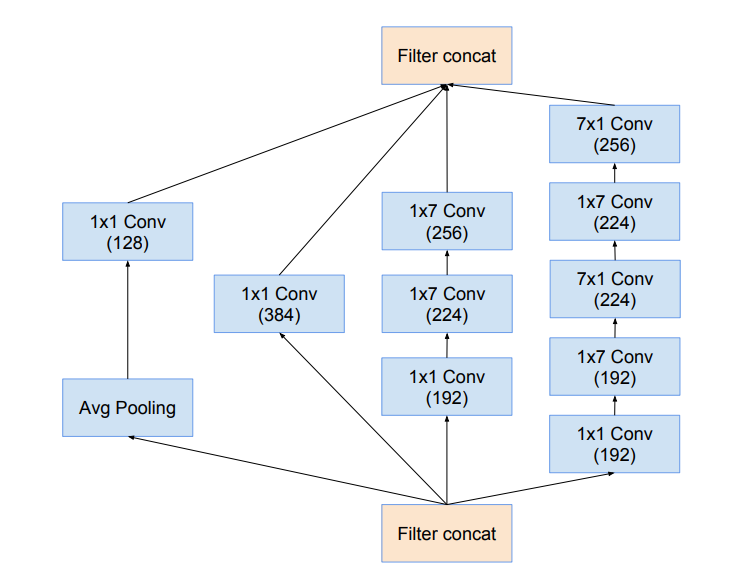 Filter concat
7x1 Conv
(256)
1x7 Conv
(256)
1x7 Conv
(224)
1x1 Conv
(128)
1x1 Conv
(384)
1x7 Conv
(224)
7x1 Conv
(224)
1x1 Conv
(192)
1x7 Conv
(192)
Avg Pooling
1x1 Conv
(192)
Filter concat